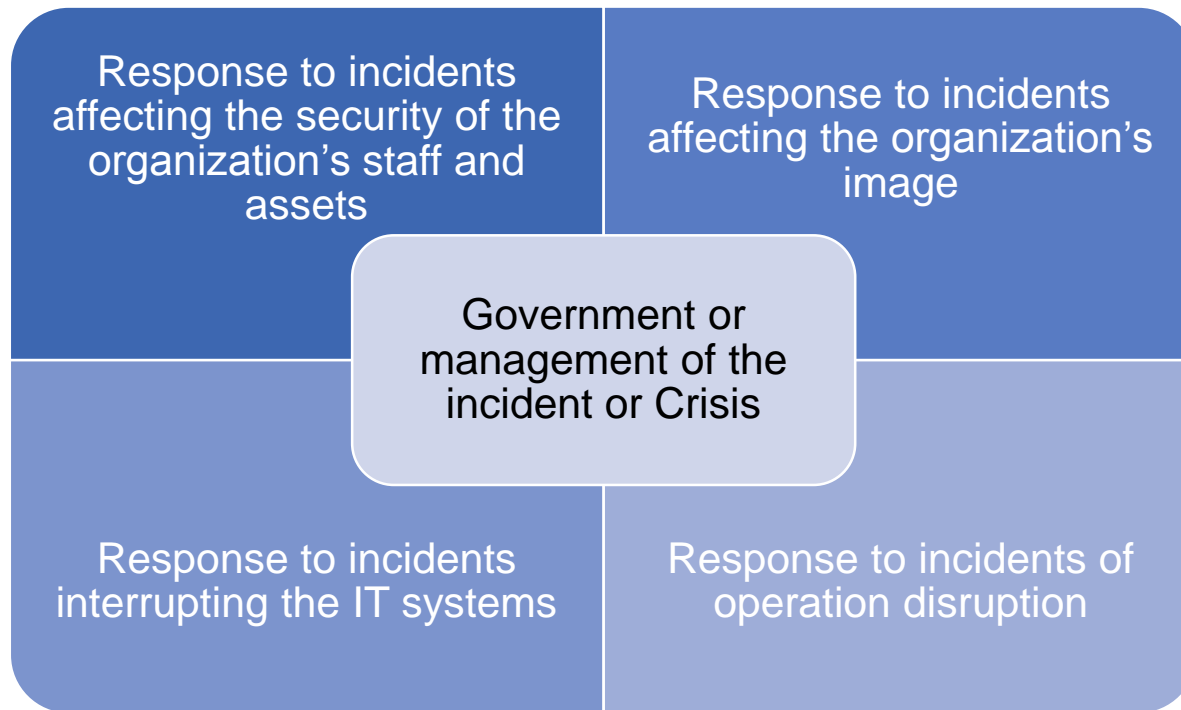 Response to incidents
affecting the security of the
organization’s staff and
assets
Response to incidents
affecting the organization’s
image
Government or
management of the
incident or Crisis
Response to incidents
interrupting the IT systems
Response to incidents of
operation disruption